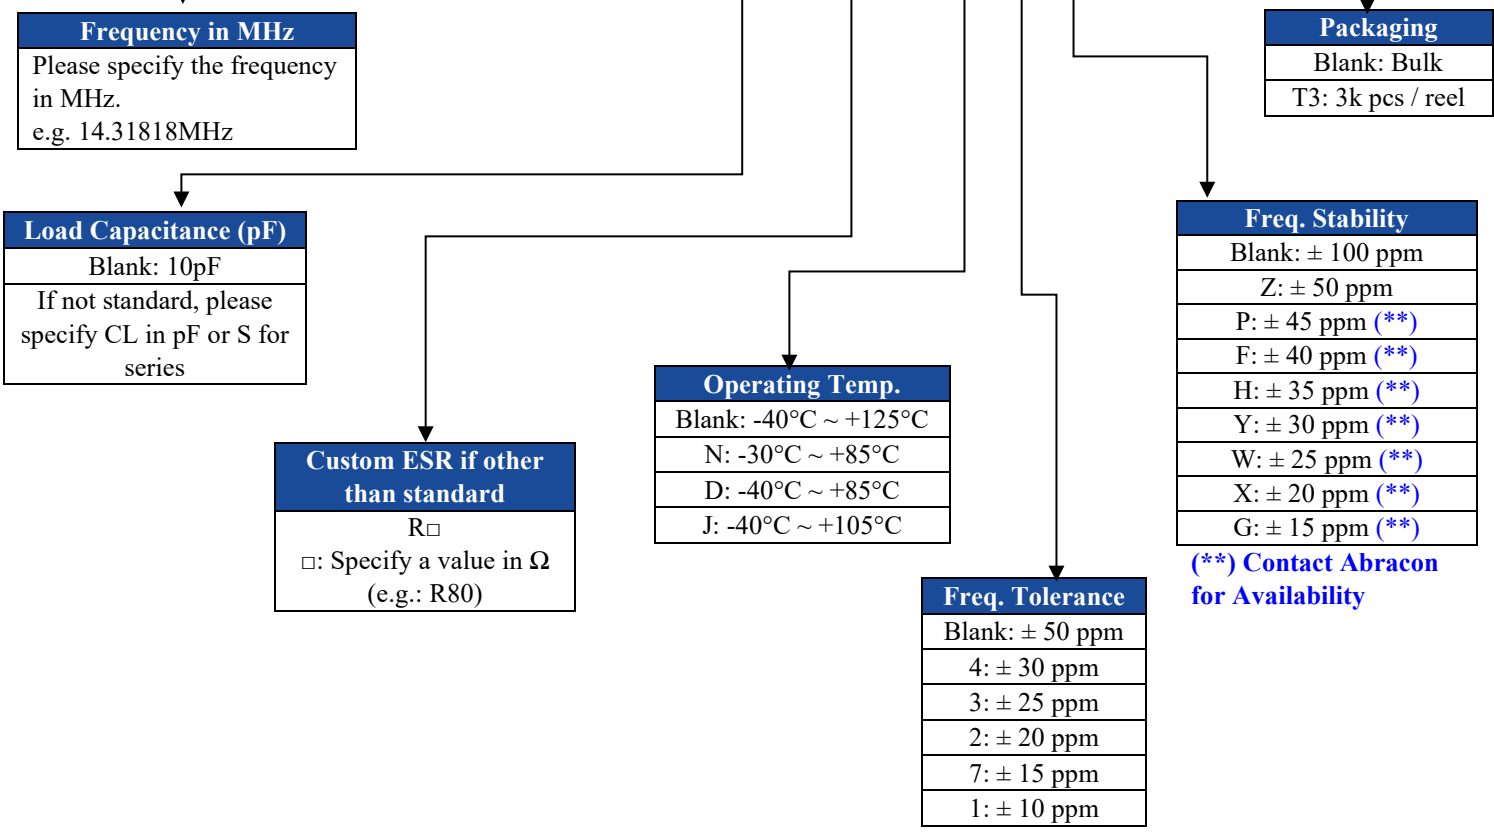 Frequency in MHz
Please specify the frequency
in MHz.
e.g. 14.31818MHz
Packaging
Blank: Bulk
T3: 3k pcs / reel
Load Capacitance (pF)
Blank: 10pF
If not standard, please
specify CL in pF or S for
series
Freq. Stability
Blank: ± 100 ppm
Z: ± 50 ppm
P: ± 45 ppm (**)
F: ± 40 ppm (**)
H: ± 35 ppm (**)
Y: ± 30 ppm (**)
W: ± 25 ppm (**)
X: ± 20 ppm (**)
G: ± 15 ppm (**)
(**) Contact Abracon
for Availability
Custom ESR if other
than standard
R□
□: Specify a value in Ω
(e.g.: R80)
Operating Temp.
Blank: -40°C ~ +125°C
N: -30°C ~ +85°C
D: -40°C ~ +85°C
J: -40°C ~ +105°C
Freq. Tolerance
Blank: ± 50 ppm
4: ± 30 ppm
3: ± 25 ppm
2: ± 20 ppm
7: ± 15 ppm
1: ± 10 ppm